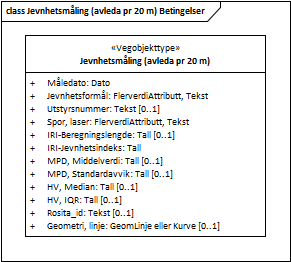 class Jevnhetsmåling (avleda pr 20 m) Betingelser
«Vegobjekttype»
Jevnhetsmåling (avleda pr 20 m)
+ Måledato: Dato
+ Jevnhetsformål: FlerverdiAttributt, Tekst
+ Utstyrsnummer: Tekst [0..1]
+ Spor, laser: FlerverdiAttributt, Tekst
+ IRI-Beregningslengde: Tall [0..1]
+ IRI-Jevnhetsindeks: Tall
+ MPD, Middelverdi: Tall [0..1]
+ MPD, Standardavvik: Tall [0..1]
+ HV, Median: Tall [0..1]
+ HV, IQR: Tall [0..1]
+ Rosita_id: Tekst [0..1]
+ Geometri, linje: GeomLinje eller Kurve [0..1]